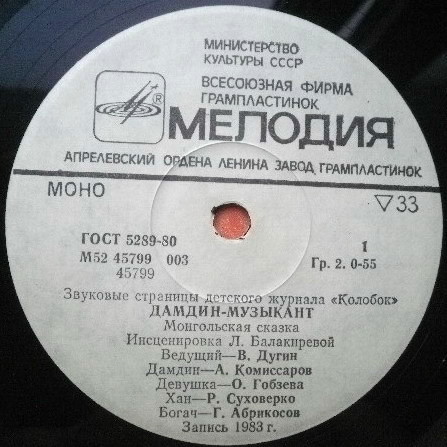 МИНИСТЕРСТВО
КУЛЬТУРЫ СССР
ВСЕСОЮЗНАЯ ФИРМА
ГРАМПЛАСТИНОК
®
МЕЛОДИЯ
АПРЕЛЕВСКИЙ ОРДЕНА ЛЕНИНА ЗАВОД ГРАМПЛАСТИНОК
МОНО
▽33
ГОСТ 5289-80
М52 45799 003
45799
1
Гр. 2. 0-55
Звуковые страницы детского журнала «Колобок»
ДАМДИН-МУЗЫКАНТ
Монгольская сказка
Инсценировка Л. Балакиревой
Ведущий—В. Дугин
Дамдин—А. Комиссаров
Девушка—О. Гобзева
Хан—Р. Суховерко
Богач—Г. Абрикосов
Запись 1983 г.